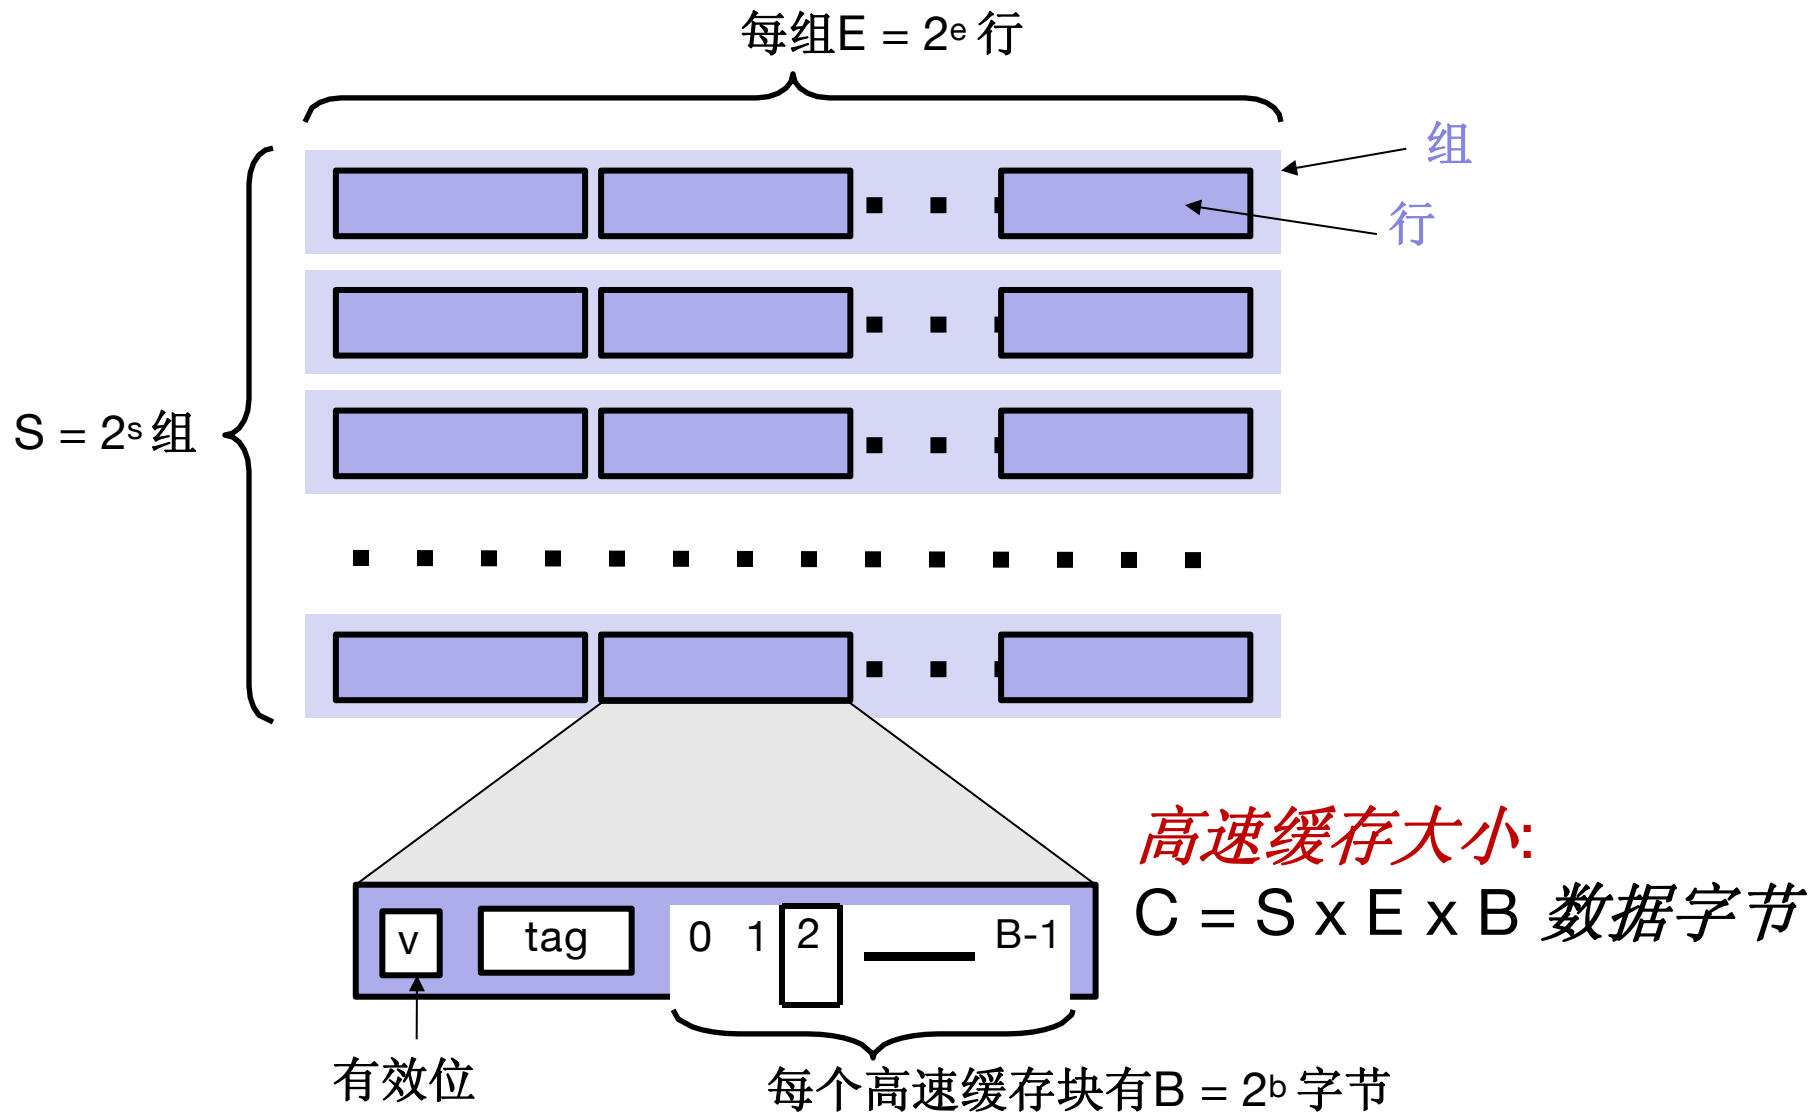 每组E = 2ᵉ 行
组
行
S = 2ˢ 组
高速缓存大小:
C = S x E x B 数据字节
v tag 0 1 2 B-1
有效位
每个高速缓存块有B = 2ᵇ 字节